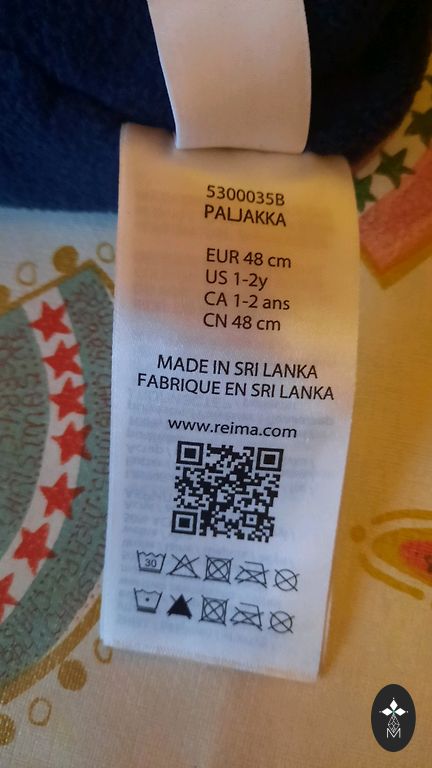 5300035B
PALJAKKA
EUR 48 cm
US 1-2y
CA 1-2 ans
CN 48 cm
MADE IN SRI LANKA
FABRIQUE EN SRI LANKA
www.reima.com
30
M